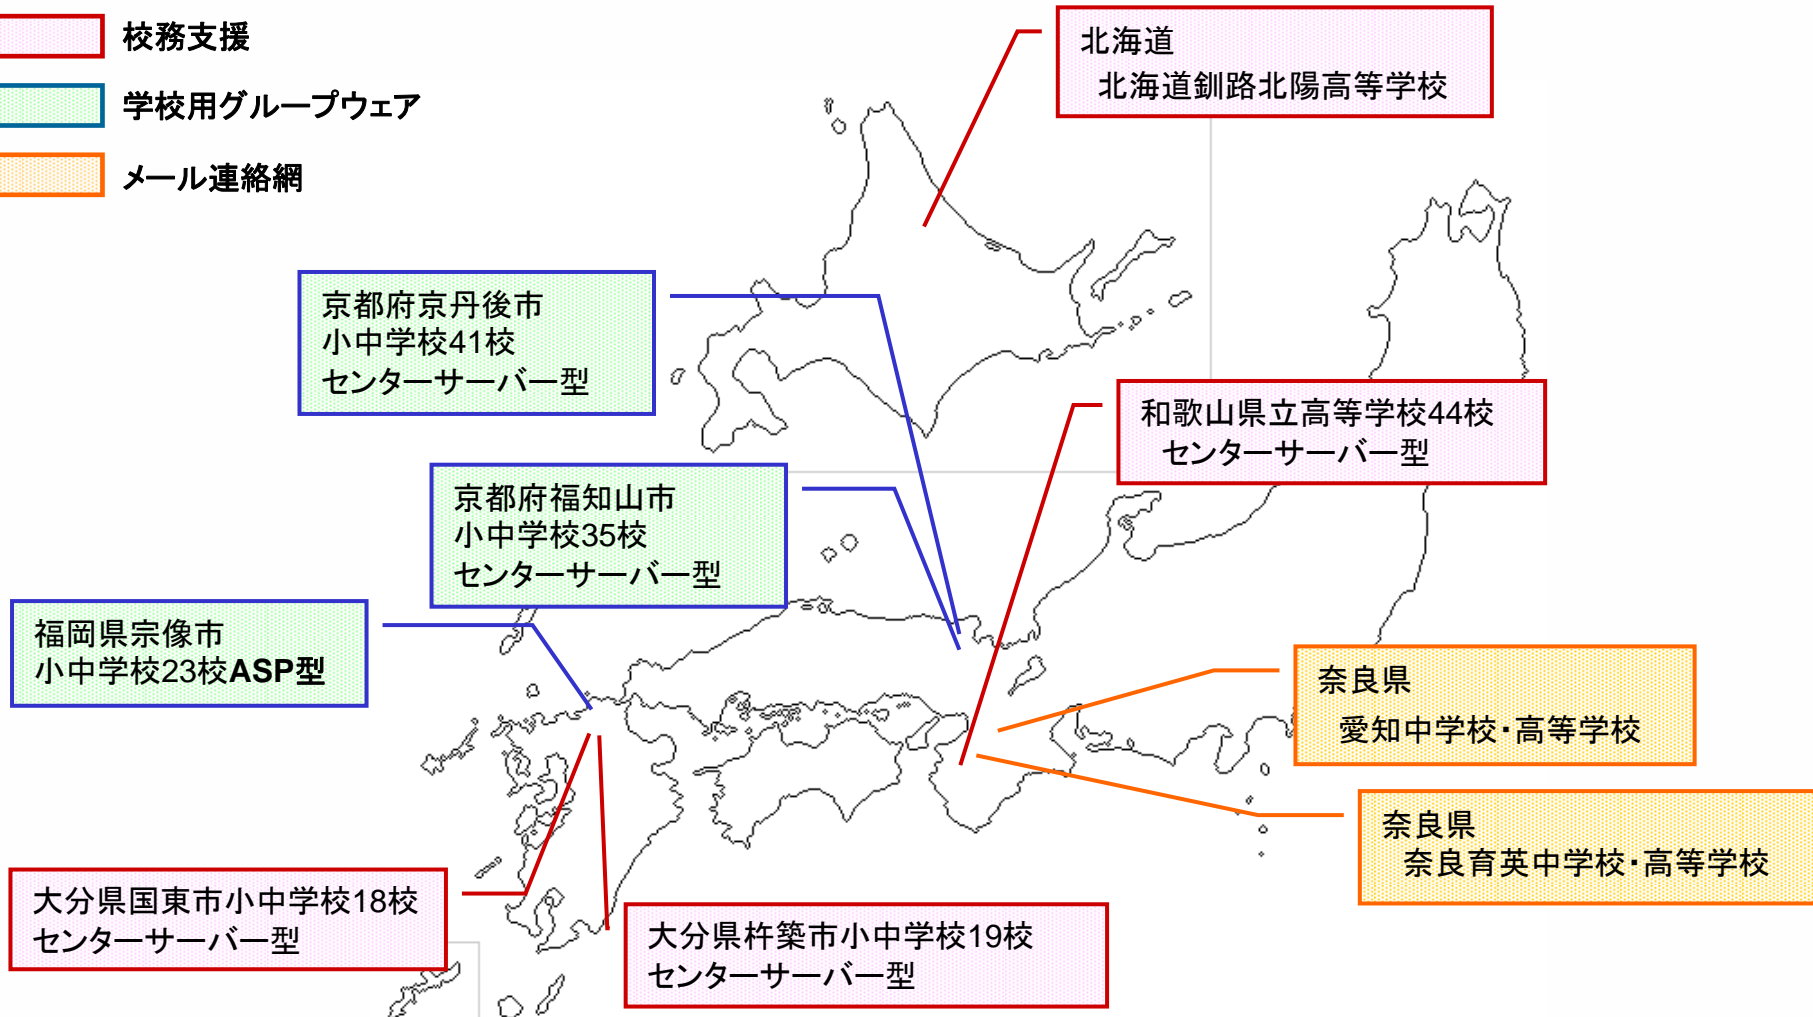 校務支援
学校用グループウェア
メール連絡網
北海道
北海道釧路北陽高等学校
京都府京丹後市
小中学校41校
センターサーバー型
和歌山県立高等学校44校
センターサーバー型
京都府福知山市
小中学校35校
センターサーバー型
福岡県宗像市
小中学校23校ASP型
奈良県
愛知中学校・高等学校
奈良県
奈良育英中学校・高等学校
大分県国東市小中学校18校
センターサーバー型
大分県杵築市小中学校19校
センターサーバー型